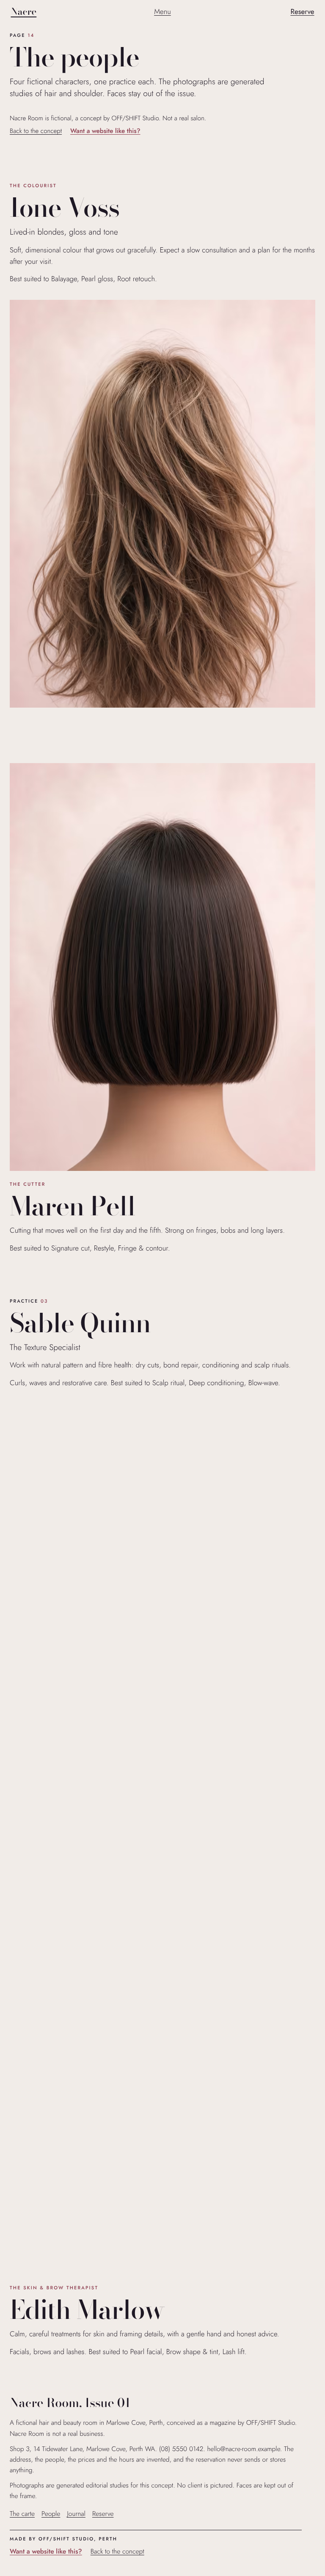 Nacre
Menu
Reserve
PAGE 14
The people
Four fictional characters, one practice each. The photographs are generated
studies of hair and shoulder. Faces stay out of the issue.
Nacre Room is fictional, a concept by OFF/SHIFT Studio. Not a real salon.
Back to the concept Want a website like this?
THE COLOURIST
Ione Voss
Lived-in blondes, gloss and tone
Soft, dimensional colour that grows out gracefully. Expect a slow consultation and a plan for the months
after your visit.
Best suited to Balayage, Pearl gloss, Root retouch.
THE CUTTER
Maren Pell
Cutting that moves well on the first day and the fifth. Strong on fringes, bobs and long layers.
Best suited to Signature cut, Restyle, Fringe & contour.
PRACTICE 03
Sable Quinn
The Texture Specialist
Work with natural pattern and fibre health: dry cuts, bond repair, conditioning and scalp rituals.
Curls, waves and restorative care. Best suited to Scalp ritual, Deep conditioning, Blow-wave.
THE SKIN & BROW THERAPIST
Edith Marlow
Calm, careful treatments for skin and framing details, with a gentle hand and honest advice.
Facials, brows and lashes. Best suited to Pearl facial, Brow shape & tint, Lash lift.
Nacre Room, Issue 01
A fictional hair and beauty room in Marlowe Cove, Perth, conceived as a magazine by OFF/SHIFT Studio.
Nacre Room is not a real business.
Shop 3, 14 Tidewater Lane, Marlowe Cove, Perth WA. (08) 5550 0142. hello@nacre-room.example. The
address, the people, the prices and the hours are invented, and the reservation never sends or stores
anything.
Photographs are generated editorial studies for this concept. No client is pictured. Faces are kept out of
the frame.
The carte People Journal Reserve
MADE BY OFF/SHIFT STUDIO, PERTH
Want a website like this? Back to the concept